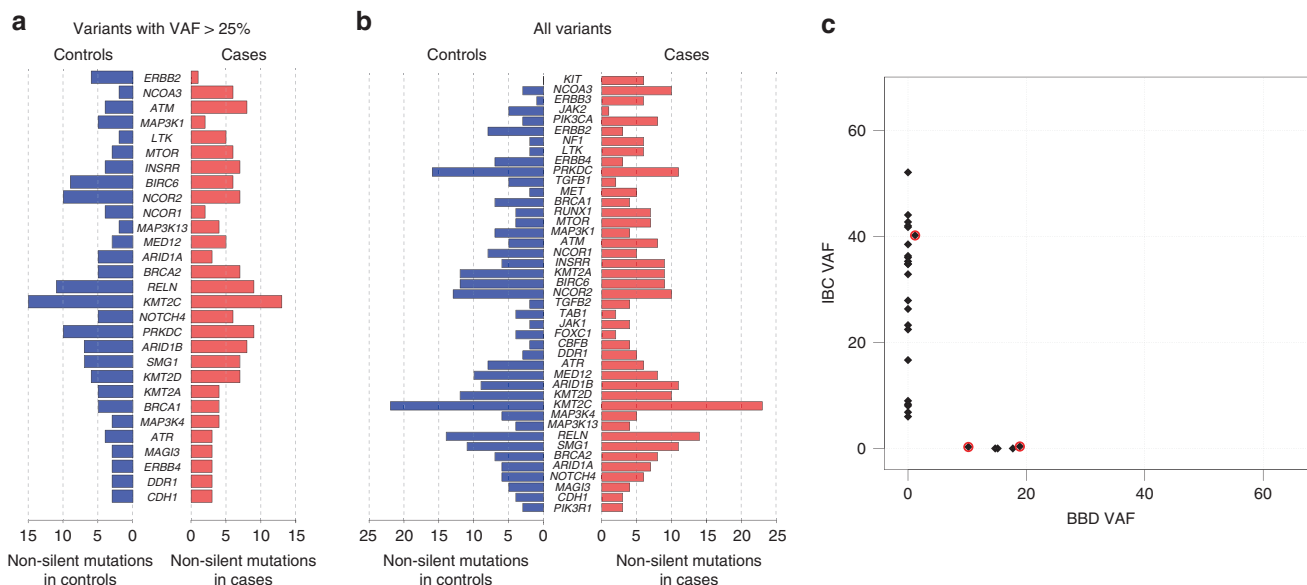 a
Variants with VAF > 25%
Controls
Cases
ERBB2
NCOA3
ATM
MAP3K1
LTK
MTOR
INSRR
BIRC6
NCOR2
NCOR1
MAP3K13
MED12
ARID1A
BRCA2
RELN
KMT2C
NOTCH4
PRKDC
ARID1B
SMG1
KMT2D
KMT2A
BRCA1
MAP3K4
ATR
MAGI3
ERBB4
DDR1
CDH1
15 10 5 0
0 5 10 15
Non-silent mutations
in controls
Non-silent mutations
in cases
b
All variants
Controls
Cases
KIT
NCOA3
ERBB3
JAK2
PIK3CA
ERBB2
NF1
LTK
ERBB4
PRKDC
TGFB1
MET
BRCA1
RUNX1
MTOR
MAP3K1
ATM
NCOR1
INSRR
KMT2A
BIRC6
NCOR2
TGFB2
TAB1
JAK1
FOXC1
CBFB
DDR1
ATR
MED12
ARID1B
KMT2D
KMT2C
MAP3K4
MAP3K13
RELN
SMG1
BRCA2
ARID1A
NOTCH4
MAGI3
CDH1
PIK3R1
25 20 15 10 5 0
0 5 10 15 20 23
Non-silent mutations
in controls
Non-silent mutations
in cases
c
60
40
20
0
IBC VAF
0 20 40 60
BBD VAF